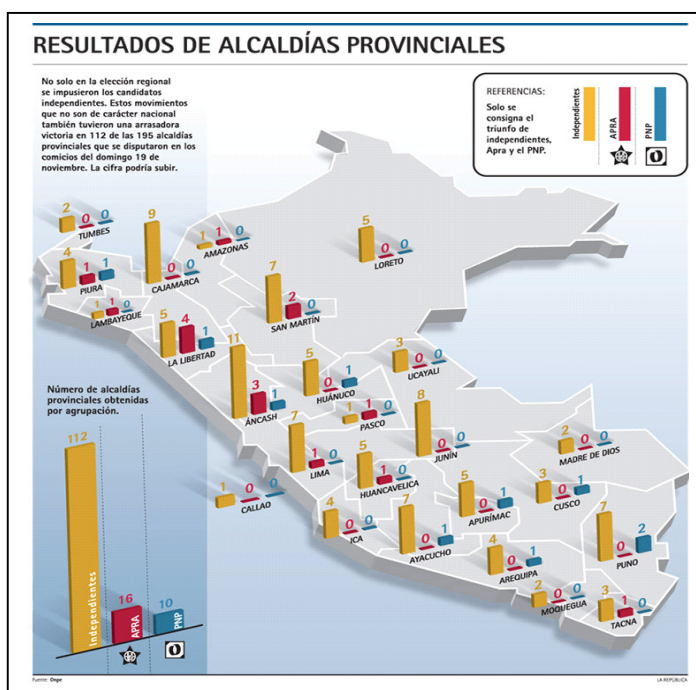 RESULTADOS DE ALCALDÍAS PROVINCIALES
No solo en la elección regional
se impusieron los candidatos
independientes. Estos movimientos
que no son de carácter nacional
también tuvieron una arrasadora
victoria en 112 de las 195 alcaldías
provinciales que se disputaron en los
comicios del domingo 19 de
noviembre. La cifra podría subir.
REFERENCIAS:
Solo se
consigna el
triunfo de
independientes,
Apra y el PNP.
Independientes
APRA
PNP
2 0 0
TUMBES
9 0 0
CAJAMARCA
1 1 0
AMAZONAS
5 0 0
LORETO
4 1 1
PIURA
1 1 0
LAMBAYEQUE
7 2 0
SAN MARTÍN
5 4 1
LA LIBERTAD
11 3 1
ÁNCASH
5 0 1
HUÁNUCO
3 0 0
UCAYALI
1 1 0
PASCO
8 0 0
JUNÍN
7 1 0
LIMA
5 1 0
HUANCAVELICA
2 0 0
MADRE DE DIOS
1 0 0
CALLAO
4 0 0
ICA
7 0 1
AYACUCHO
5 0 1
APURÍMAC
3 0 1
CUSCO
4 0 1
AREQUIPA
7 0 2
PUNO
2 0 0
MOQUEGUA
3 1 0
TACNA
Número de alcaldías
provinciales obtenidas
por agrupación.
112
16
10
Independientes
APRA
PNP
Fuente: Onpe
LA REPÚBLICA